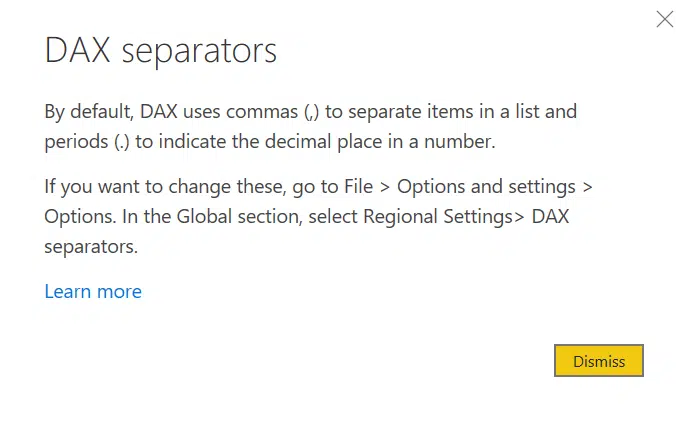 DAX separators
By default, DAX uses commas (,) to separate items in a list and
periods (.) to indicate the decimal place in a number.
If you want to change these, go to File > Options and settings >
Options. In the Global section, select Regional Settings> DAX
separators.
Learn more
Dismiss